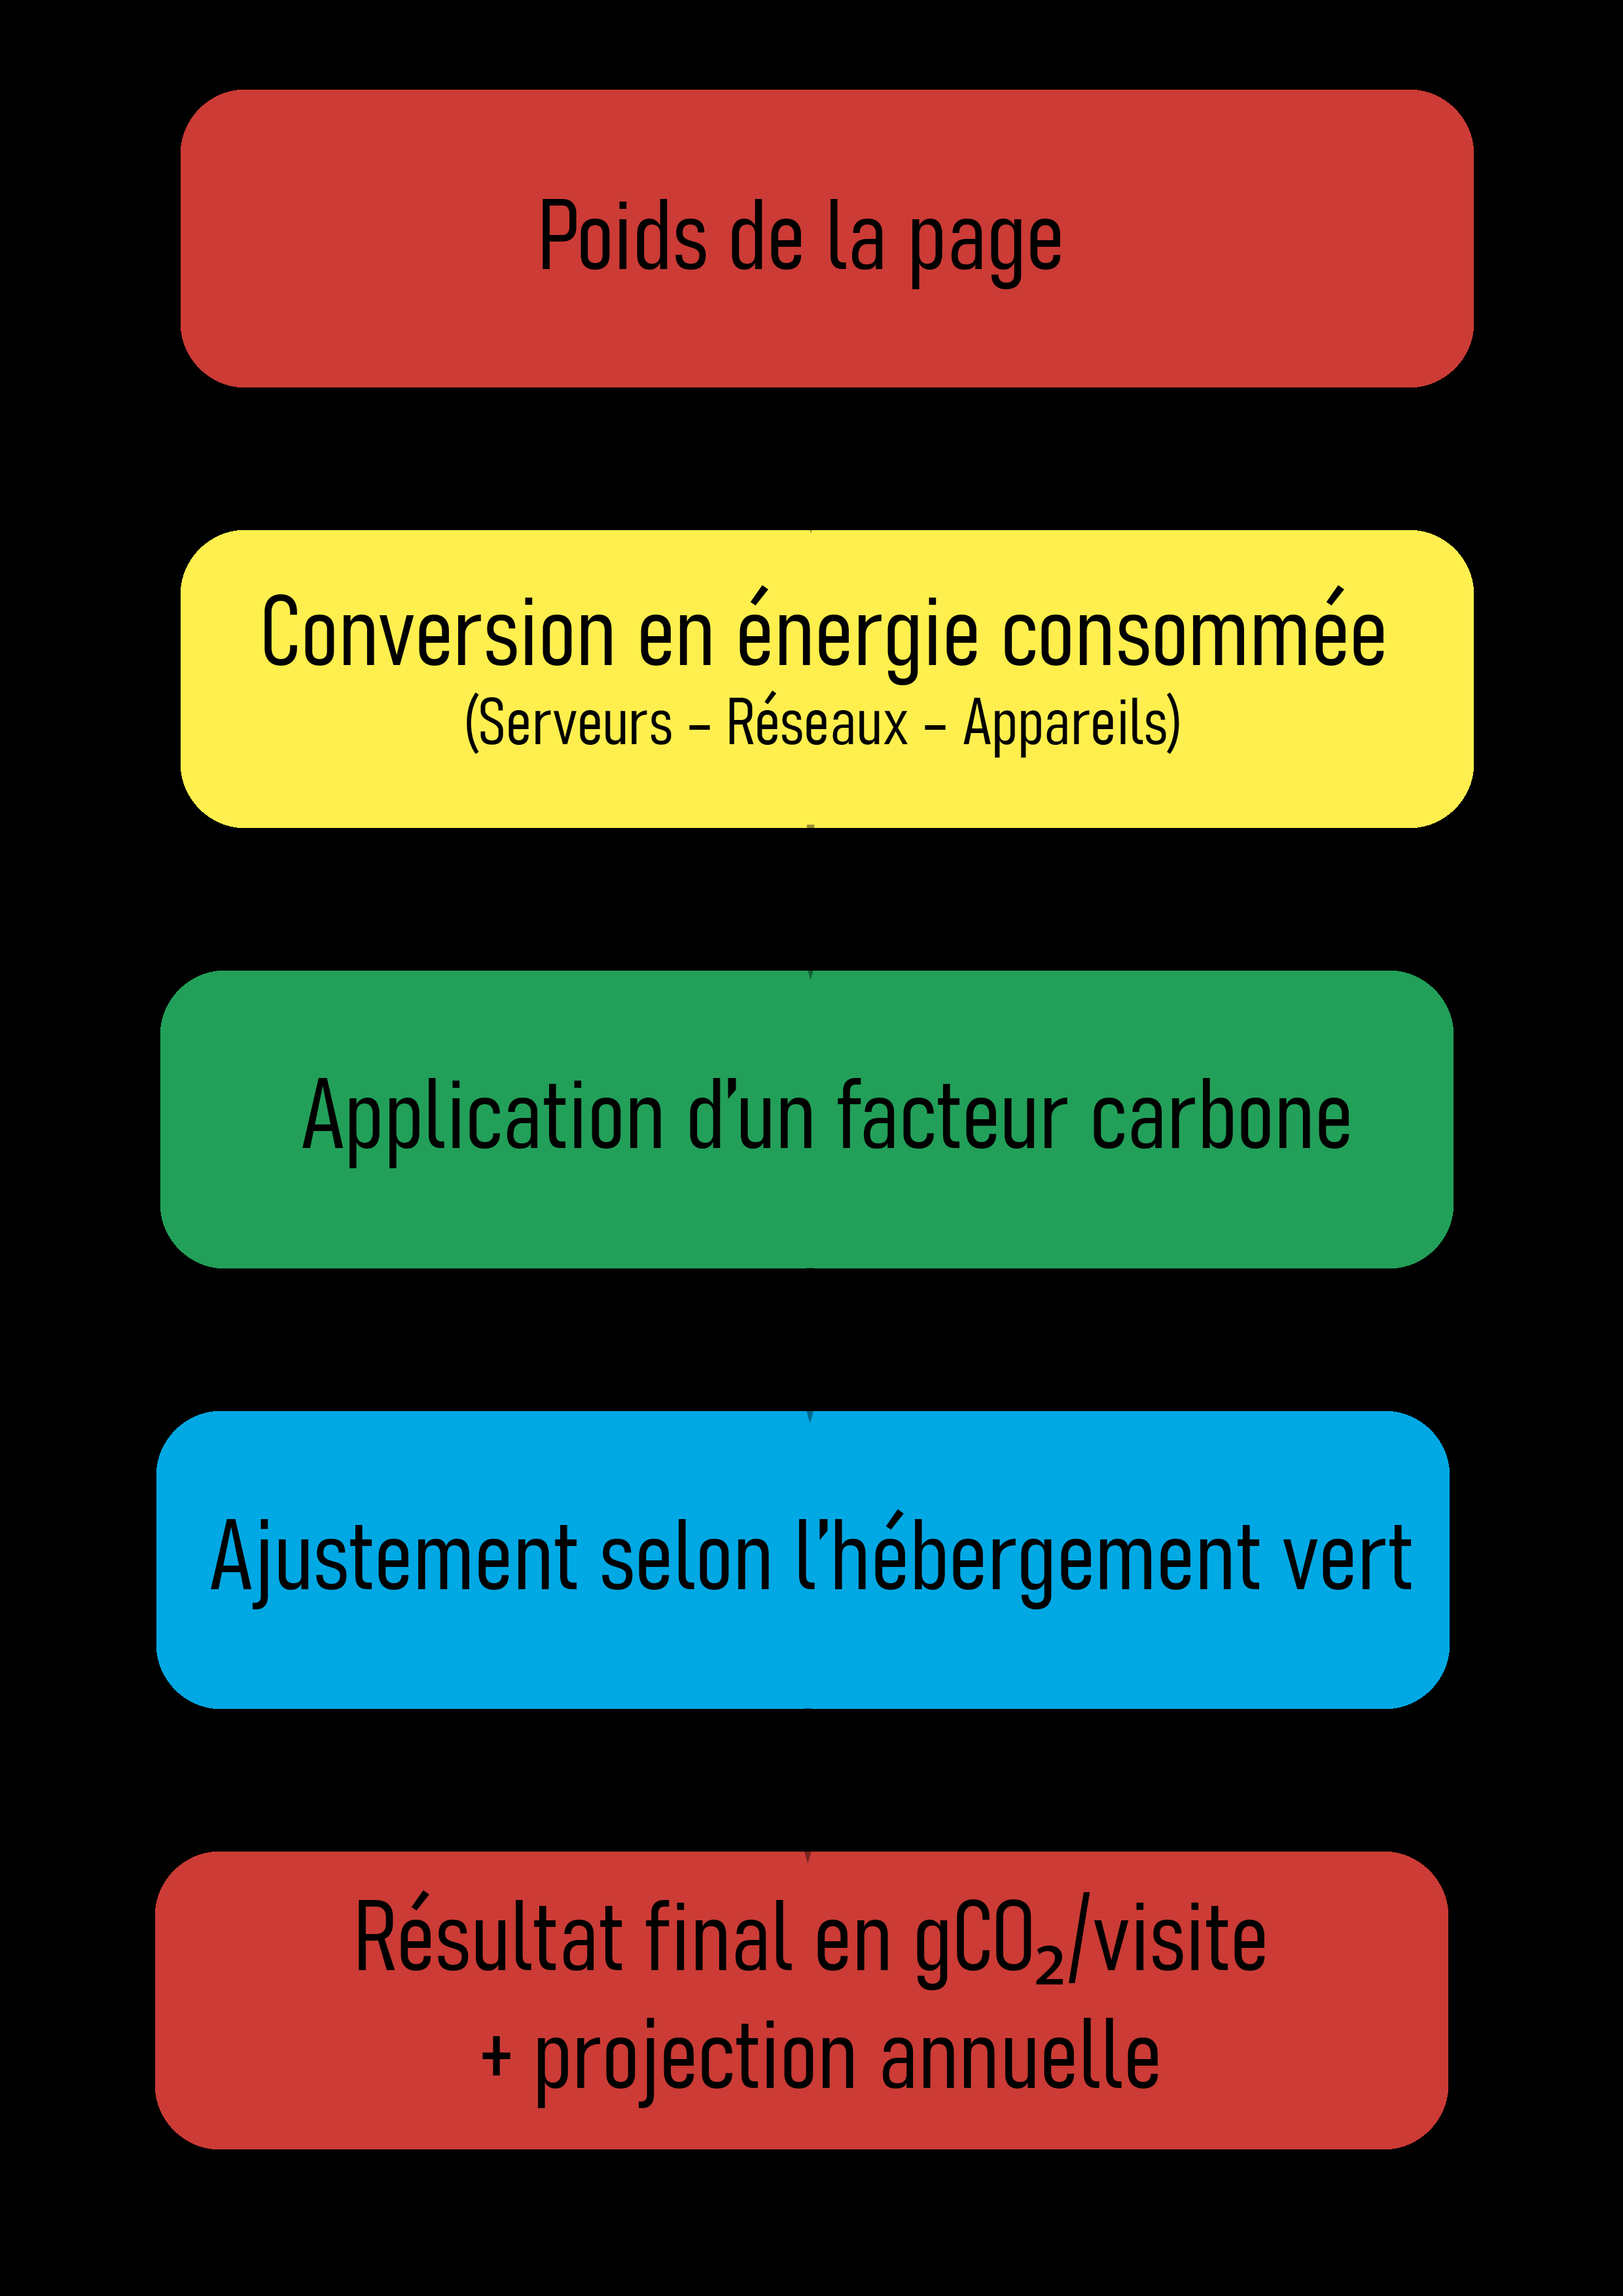 Poids de la page
Conversion en énergie consommée
(Serveurs – Réseaux – Appareils)
Application d’un facteur carbone
Ajustement selon l’hébergement vert
Résultat final en gCO₂/visite
+ projection annuelle